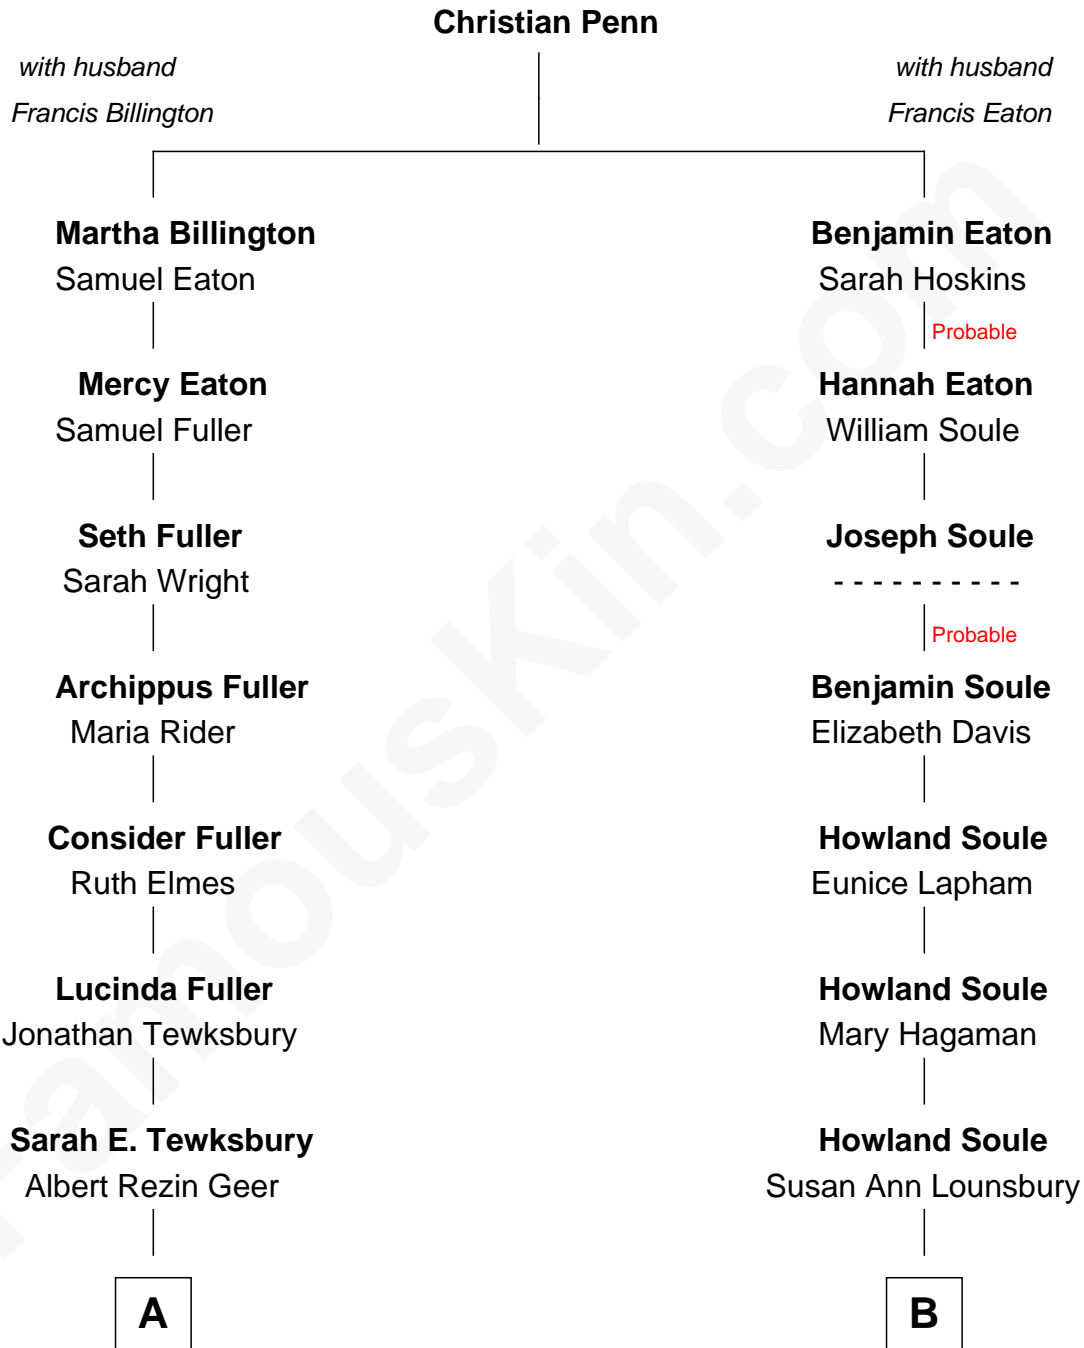 Christian Penn
with husband
Francis Billington
with husband
Francis Eaton
Martha Billington
Samuel Eaton
Benjamin Eaton
Sarah Hoskins
Probable
Mercy Eaton
Samuel Fuller
Hannah Eaton
William Soule
Seth Fuller
Sarah Wright
Joseph Soule
- - - - - - - - - -
Probable
Archippus Fuller
Maria Rider
Benjamin Soule
Elizabeth Davis
Consider Fuller
Ruth Elmes
Howland Soule
Eunice Lapham
Lucinda Fuller
Jonathan Tewksbury
Howland Soule
Mary Hagaman
Sarah E. Tewksbury
Albert Rezin Geer
Howland Soule
Susan Ann Lounsbury
A
B
FamousKin.com